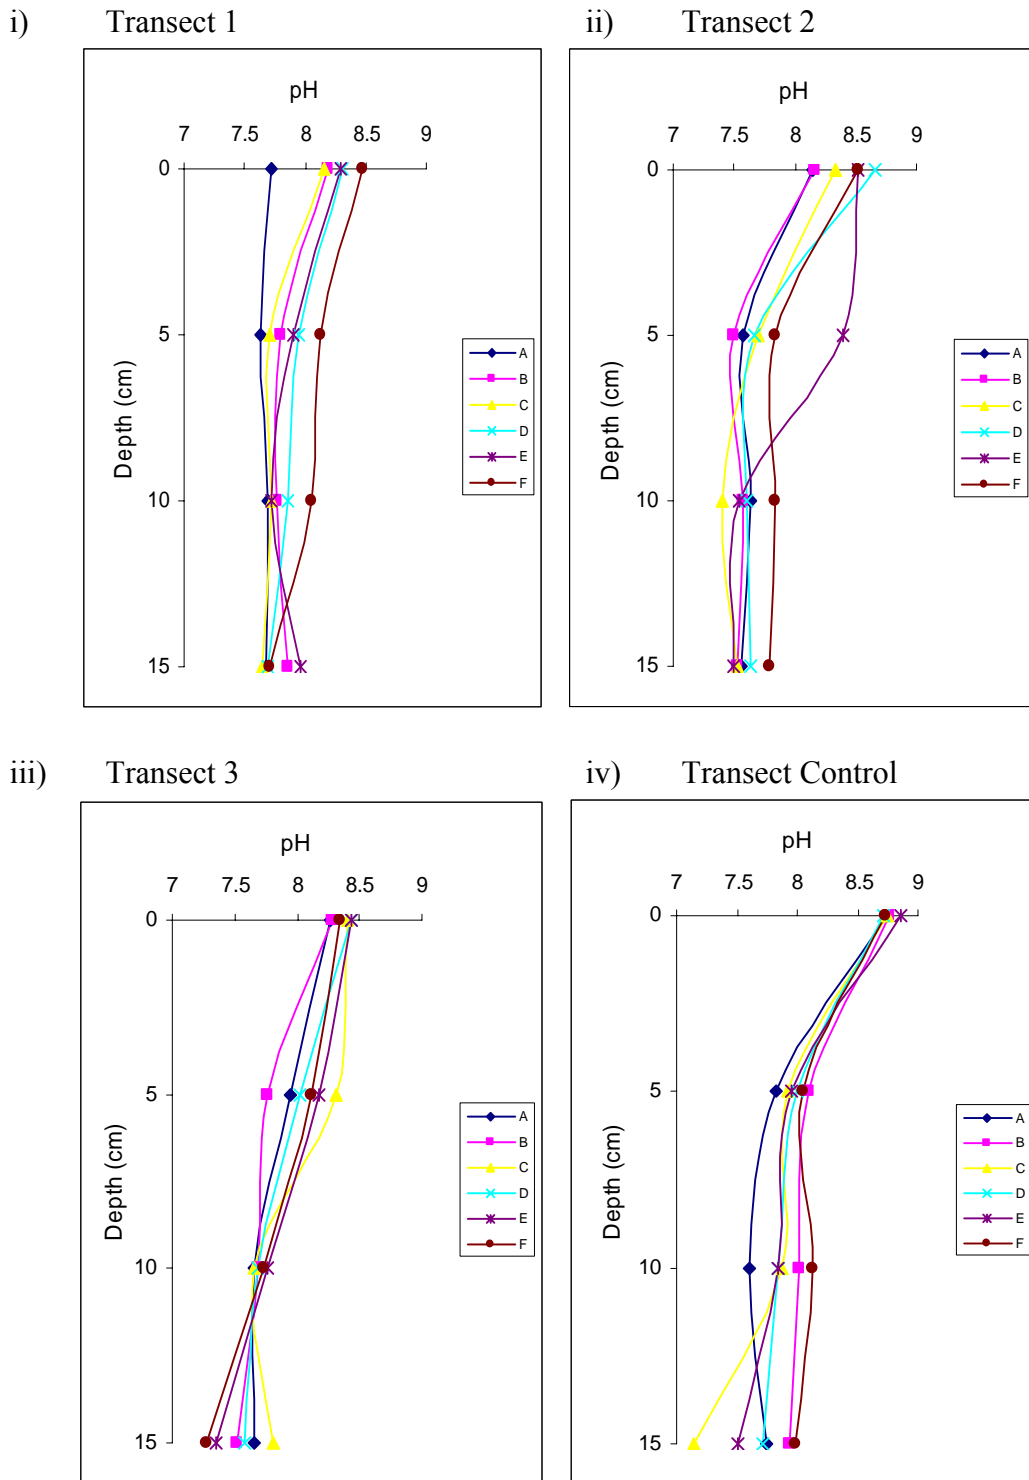 i) Transect 1
pH
7 7.5 8 8.5 9
0
5
10
15
Depth (cm)
A
B
C
D
E
F
ii) Transect 2
pH
7 7.5 8 8.5 9
0
5
10
15
Depth (cm)
A
B
C
D
E
F
iii) Transect 3
pH
7 7.5 8 8.5 9
0
5
10
15
Depth (cm)
A
B
C
D
E
F
iv) Transect Control
pH
7 7.5 8 8.5 9
0
5
10
15
Depth (cm)
A
B
C
D
E
F